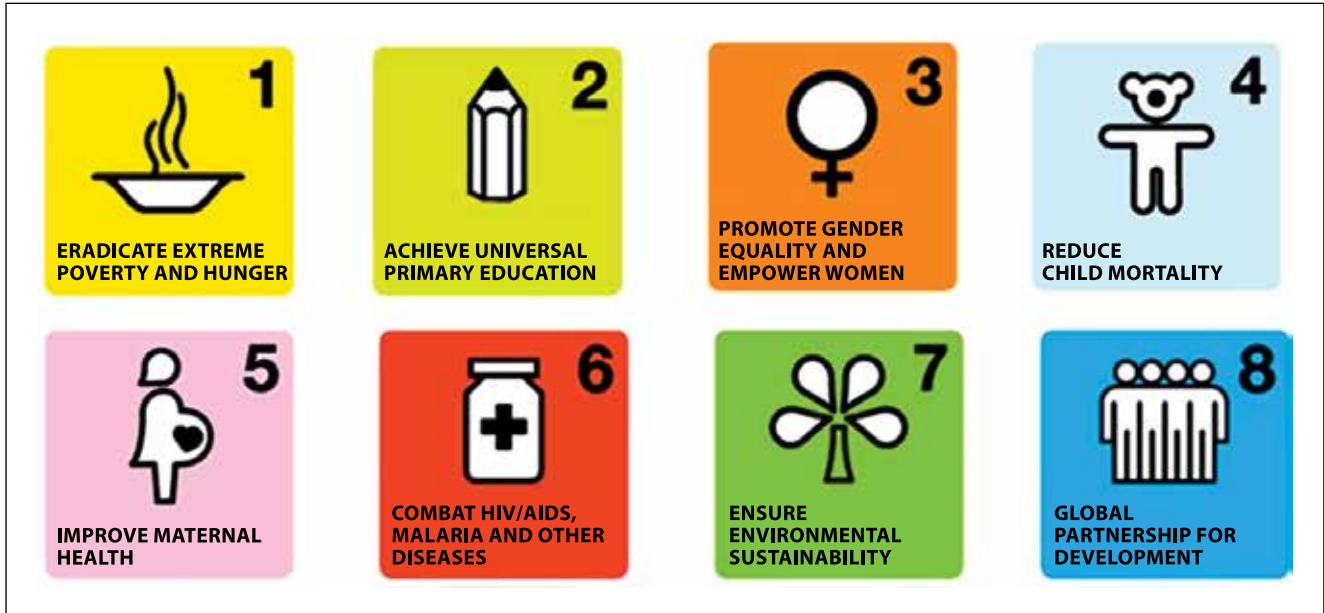 1
ERADICATE EXTREME
POVERTY AND HUNGER
2
ACHIEVE UNIVERSAL
PRIMARY EDUCATION
3
PROMOTE GENDER
EQUALITY AND
EMPOWER WOMEN
4
REDUCE
CHILD MORTALITY
5
IMPROVE MATERNAL
HEALTH
6
COMBAT HIV/AIDS,
MALARIA AND OTHER
DISEASES
7
ENSURE
ENVIRONMENTAL
SUSTAINABILITY
8
GLOBAL
PARTNERSHIP FOR
DEVELOPMENT